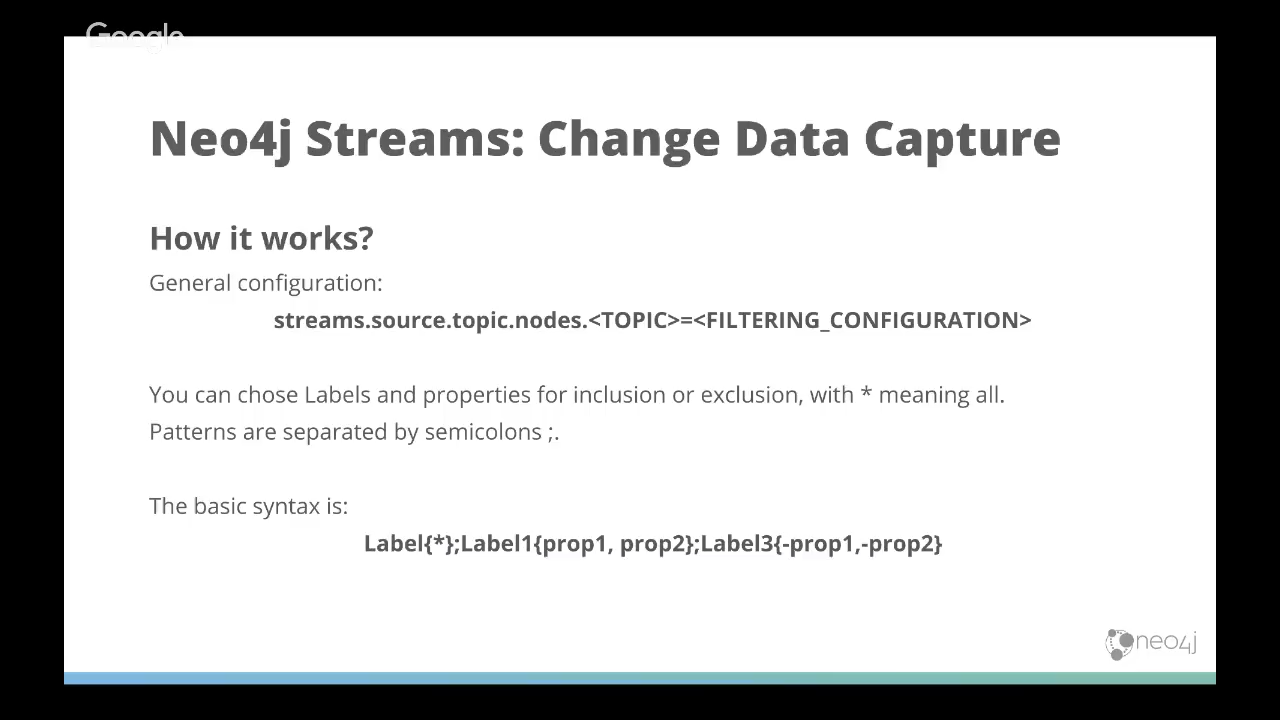 Google
Neo4j Streams: Change Data Capture
How it works?
General configuration:
streams.source.topic.nodes.<TOPIC>=<FILTERING_CONFIGURATION>
You can chose Labels and properties for inclusion or exclusion, with * meaning all.
Patterns are separated by semicolons ;.
The basic syntax is:
Label{*};Label1{prop1, prop2};Label3{-prop1,-prop2}
neo4j